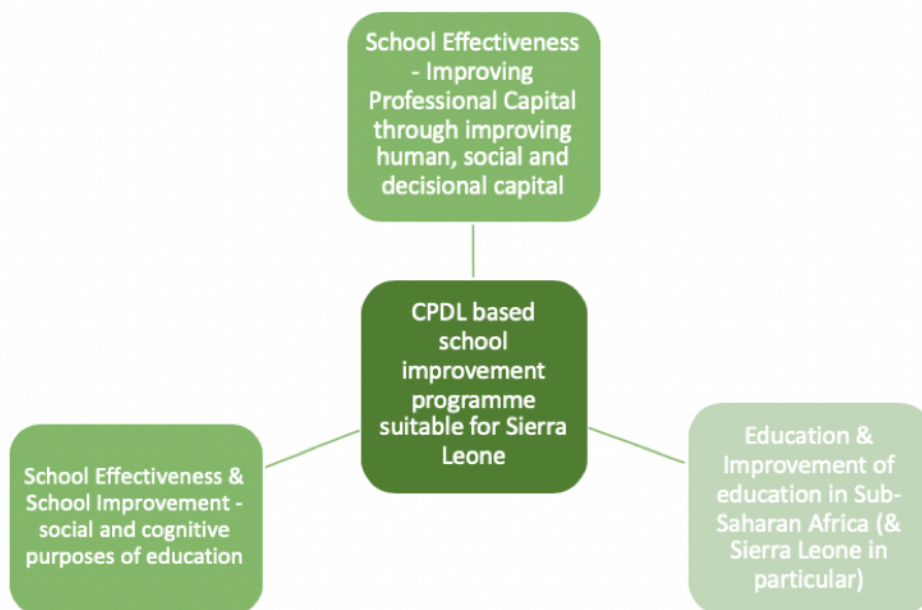 School Effectiveness
- Improving
Professional Capital
through improving
human, social and
decisional capital
CPDL based
school
improvement
programme
suitable for Sierra
Leone
School Effectiveness &
School Improvement -
social and cognitive
purposes of education
Education &
Improvement of
education in Sub-
Saharan Africa (&
Sierra Leone in
particular)